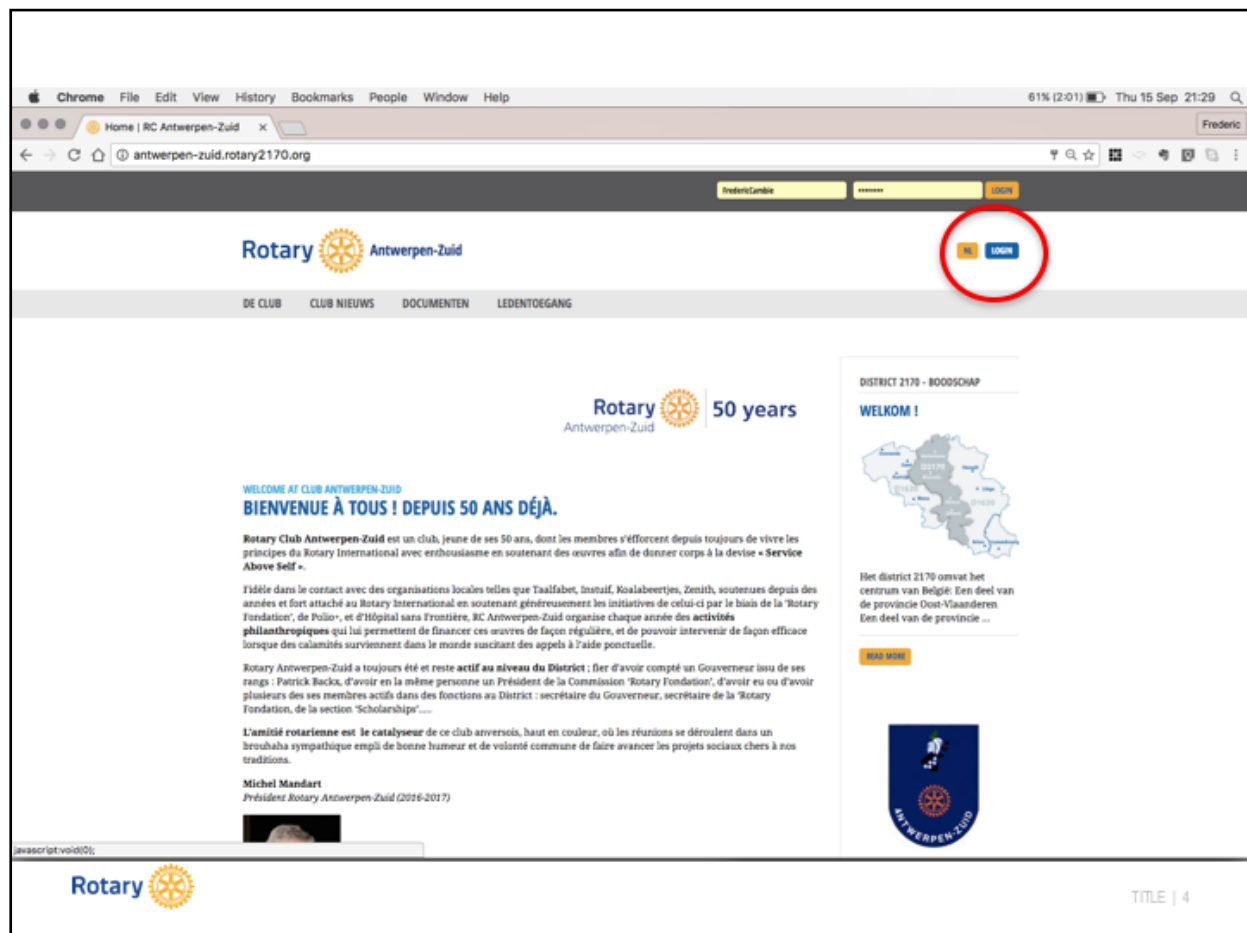 Chrome File Edit View History Bookmarks People Window Help 61% (2:01) Thu 15 Sep 21:29
Home | RC Antwerpen-Zuid x Frederic
antwerpen-zuid.rotary2170.org
FredericCambie •••••••• LOGIN
Rotary Antwerpen-Zuid NL LOGIN
DE CLUB CLUB NIEUWS DOCUMENTEN LEDENTOEGANG
Rotary 50 years
Antwerpen-Zuid
WELCOME AT CLUB ANTWERPEN-ZUID
BIENVENUE À TOUS ! DEPUIS 50 ANS DÉJÀ.
Rotary Club Antwerpen-Zuid est un club, jeune de ses 50 ans, dont les membres s'éfforcent depuis toujours de vivre les
principes du Rotary International avec enthousiasme en soutenant des œuvres afin de donner corps à la devise « Service
Above Self ».
Fidèle dans le contact avec des organisations locales telles que Taalfabet, Instuif, Koalabeertjes, Zenith, soutenues depuis des
années et fort attaché au Rotary International en soutenant généreusement les initiatives de celui-ci par le biais de la 'Rotary
Fondation', de Polio+, et d'Hôpital sans Frontière, RC Antwerpen-Zuid organise chaque année des activités
philanthropiques qui lui permettent de financer ces œuvres de façon régulière, et de pouvoir intervenir de façon efficace
lorsque des calamités surviennent dans le monde suscitant des appels à l'aide ponctuelle.
Rotary Antwerpen-Zuid a toujours été et reste actif au niveau du District ; fier d'avoir compté un Gouverneur issu de ses
rangs : Patrick Backx, d'avoir en la même personne un Président de la Commission 'Rotary Fondation', d'avoir eu ou d'avoir
plusieurs des ses membres actifs dans des fonctions au District : secrétaire du Gouverneur, secrétaire de la 'Rotary
Fondation, de la section 'Scholarships'.....
L'amitié rotarienne est le catalyseur de ce club anversois, haut en couleur, où les réunions se déroulent dans un
brouhaha sympathique empli de bonne humeur et de volonté commune de faire avancer les projets sociaux chers à nos
traditions.
Michel Mandart
Président Rotary Antwerpen-Zuid (2016-2017)
DISTRICT 2170 - BOODSCHAP
WELKOM !
D2170
D1620
D1630
Het district 2170 omvat het
centrum van België: Een deel van
de provincie Oost-Vlaanderen
Een deel van de provincie ...
READ MORE
ANTWERPEN-ZUID
javascript:void(0);
Rotary
TITLE | 4